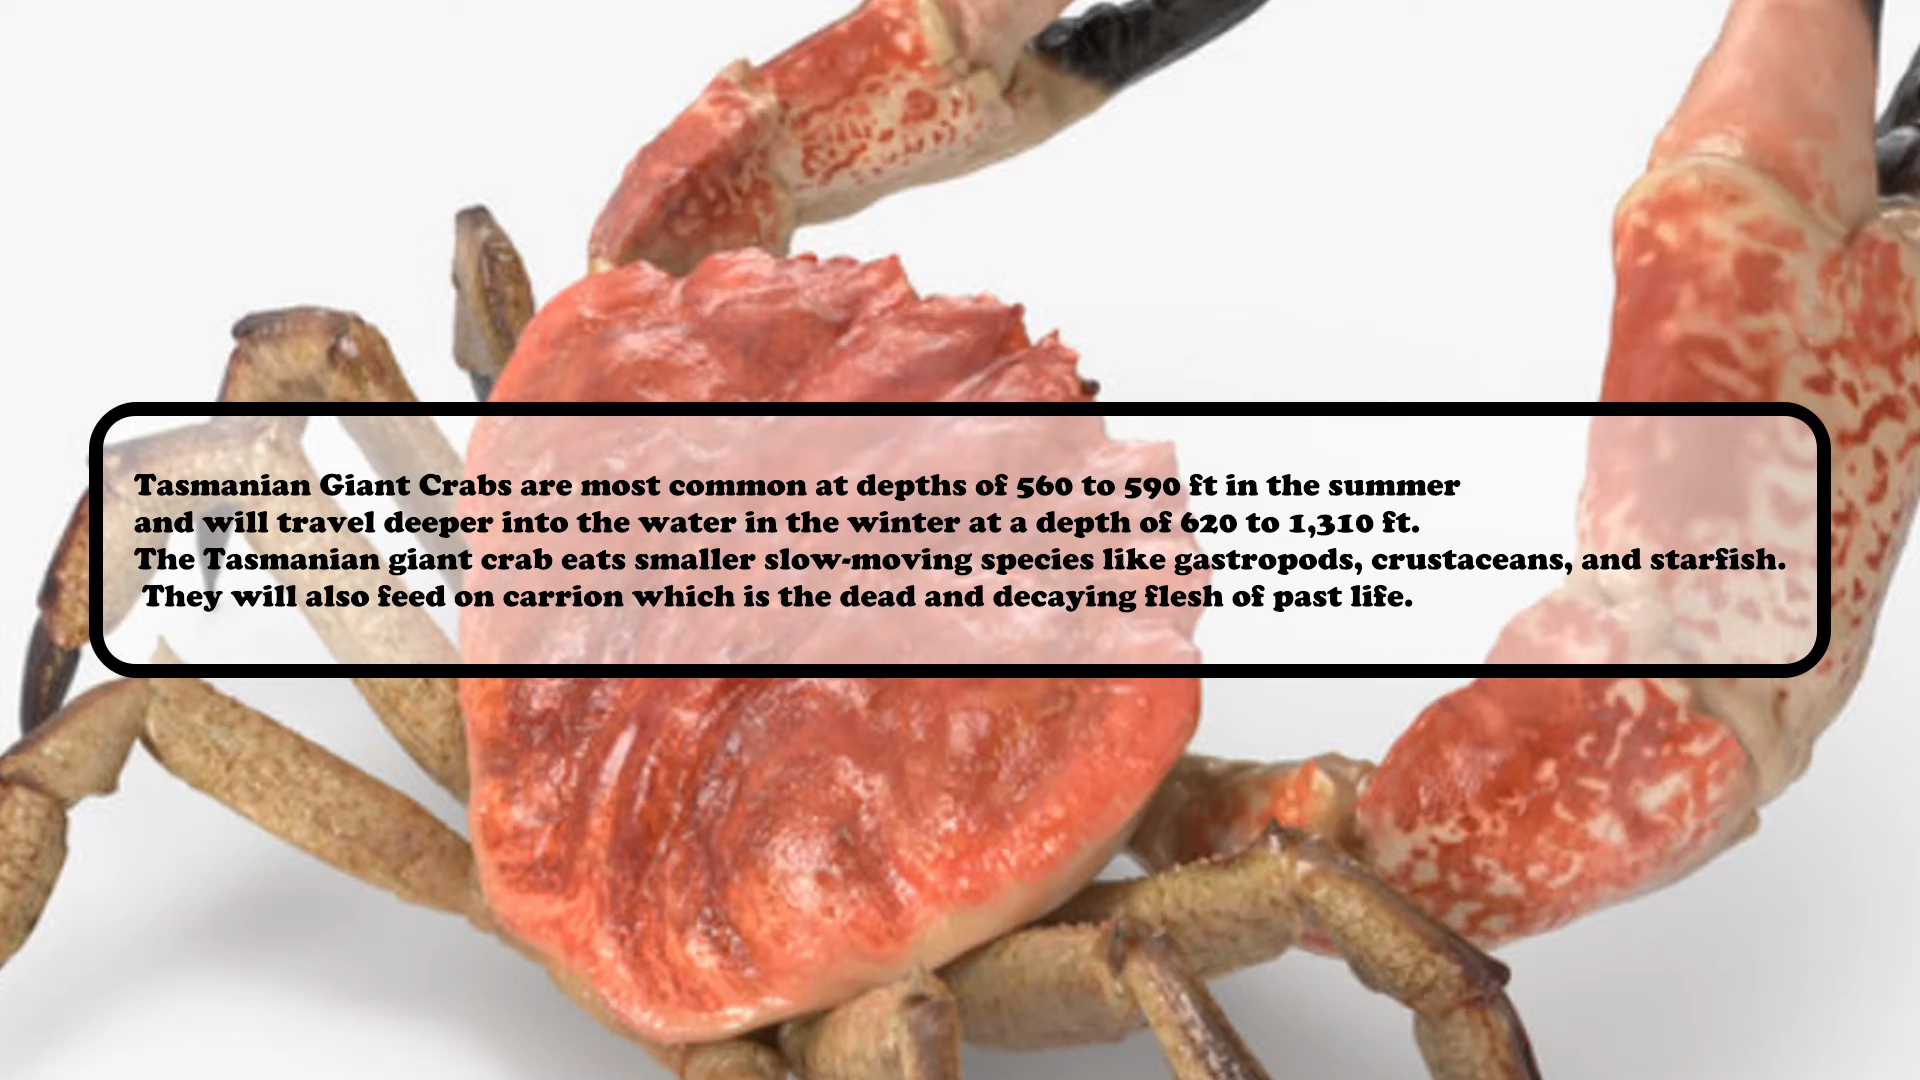 Tasmanian Giant Crabs are most common at depths of 560 to 590 ft in the summer
and will travel deeper into the water in the winter at a depth of 620 to 1,310 ft.
The Tasmanian giant crab eats smaller slow-moving species like gastropods, crustaceans, and starfish.
They will also feed on carrion which is the dead and decaying flesh of past life.